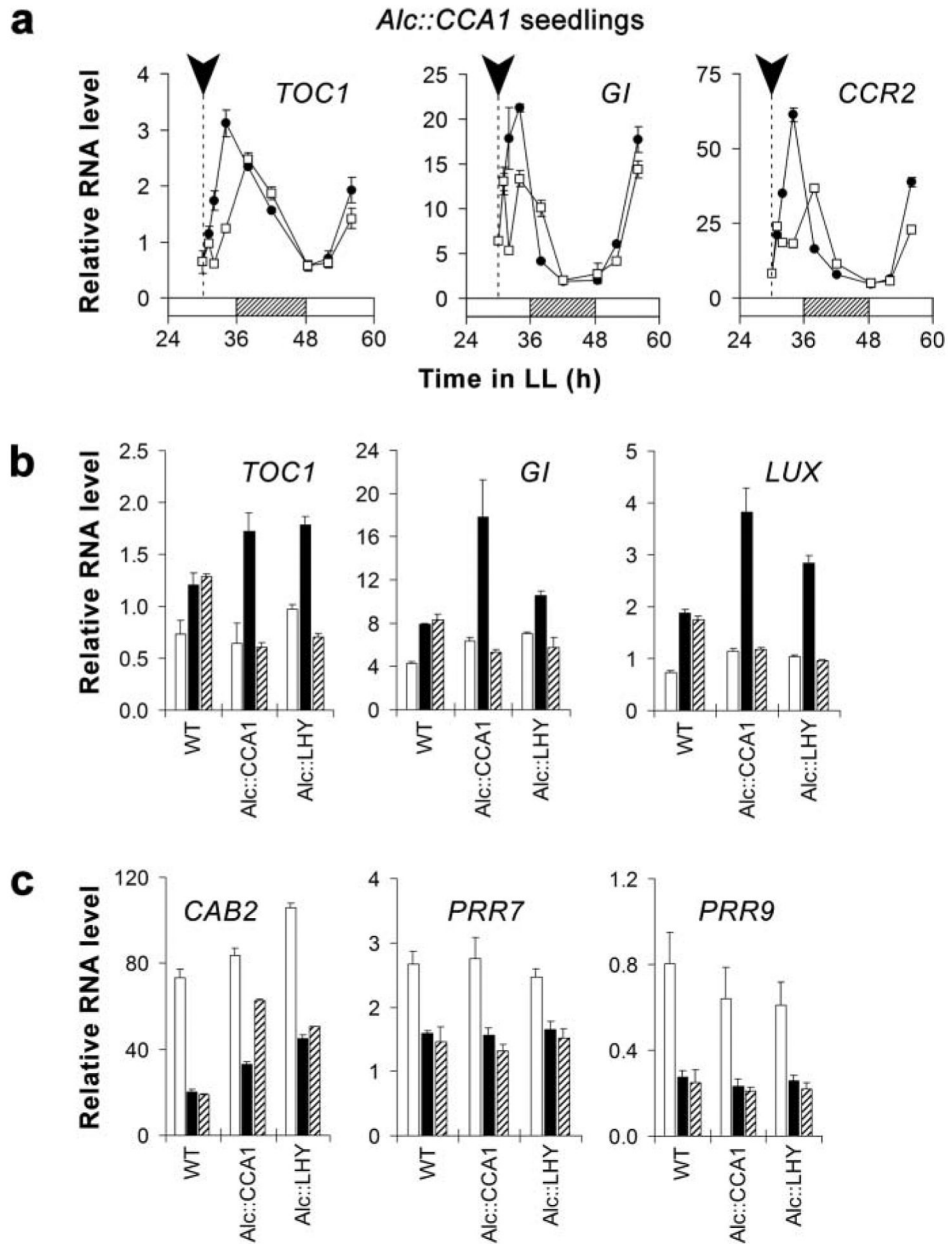 a
Alc::CCA1 seedlings
Relative RNA level
4
3
2
1
0
TOC1
24 36 48 60
25
20
15
10
5
0
GI
24 36 48 60
75
50
25
0
CCR2
24 36 48 60
Time in LL (h)
b
Relative RNA level
2.5
2.0
1.5
1.0
0.5
0.0
TOC1
WT
Alc::CCA1
Alc::LHY
24
20
16
12
8
4
0
GI
WT
Alc::CCA1
Alc::LHY
5
4
3
2
1
0
LUX
WT
Alc::CCA1
Alc::LHY
c
Relative RNA level
120
80
40
0
CAB2
WT
Alc::CCA1
Alc::LHY
4
3
2
1
0
PRR7
WT
Alc::CCA1
Alc::LHY
1.2
0.8
0.4
0.0
PRR9
WT
Alc::CCA1
Alc::LHY